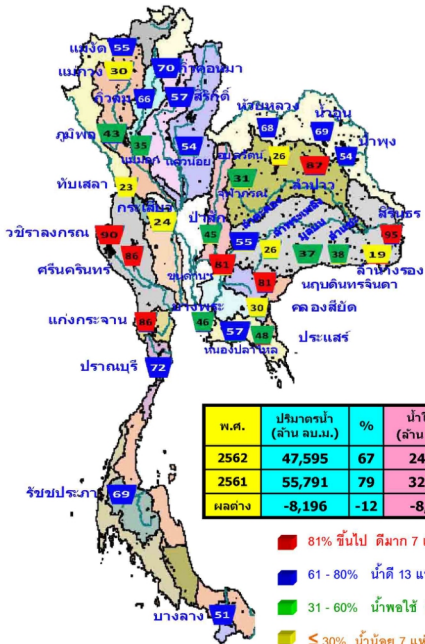 แม่งัด 55
แม่กวง 30
70 กิ่วคอหมา
กิ่วลม 66
57 สิริกิติ์
ภูมิพล 43
35
แม่มอก
54
แควน้อย
ห้วยหลวง 68
น้ำอูน 69
54 น้ำพุง
อุบลรัตน์ 26
82
ลำปาว
31
จุฬาภรณ์
ทับเสลา 23
กระเสียว 24
ป่าสัก 45
55
26
37
38
19
สิรินธร 95
ลำนางรอง
วชิราลงกรณ 90
ศรีนครินทร์ 86
ขุนด่านฯ 81
81 นฤบดินทรจินดา
30 คลองสียัด
บางพระ 46
57
หนองปลาไหล
48 ประแสร์
แก่งกระจาน 86
ปราณบุรี 72
รัชชประภา 69
บางลาง 51
พ.ศ. ปริมาตรน้ำ (ล้าน ลบ.ม.) %
2562 47,595 67 24
2561 55,791 79 32
ผลต่าง -8,196 -12 -8,
81% ขึ้นไป ดีมาก 7
61 - 80% น้ำดี 13
31 - 60% น้ำพอใช้
≤ 30% น้ำน้อย 7 แห่